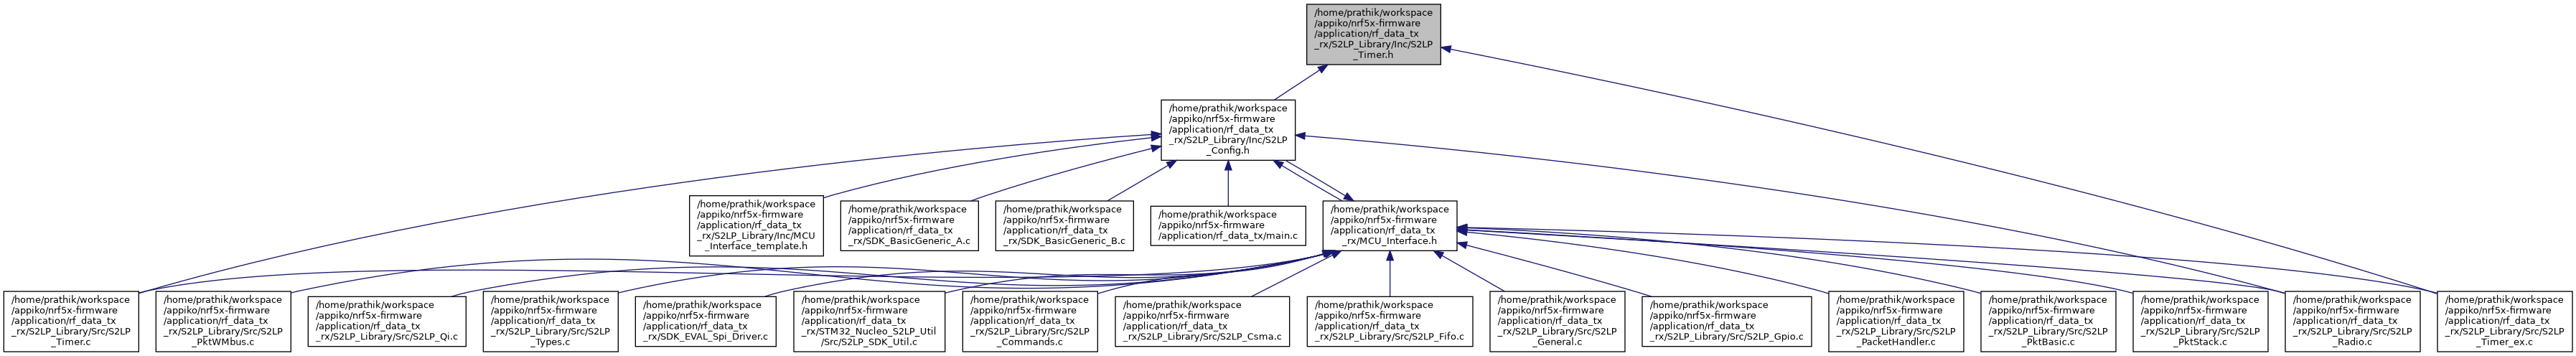 /home/prathik/workspace
/appiko/nrf5x-firmware
/application/rf_data_tx
_rx/S2LP_Library/Inc/S2LP
_Timer.h
/home/prathik/workspace
/appiko/nrf5x-firmware
/application/rf_data_tx
_rx/S2LP_Library/Inc/S2LP
_Config.h
/home/prathik/workspace
/appiko/nrf5x-firmware
/application/rf_data_tx
_rx/S2LP_Library/Inc/MCU
_Interface_template.h
/home/prathik/workspace
/appiko/nrf5x-firmware
/application/rf_data_tx
_rx/SDK_BasicGeneric_A.c
/home/prathik/workspace
/appiko/nrf5x-firmware
/application/rf_data_tx
_rx/SDK_BasicGeneric_B.c
/home/prathik/workspace
/appiko/nrf5x-firmware
/application/rf_data_tx/main.c
/home/prathik/workspace
/appiko/nrf5x-firmware
/application/rf_data_tx
_rx/MCU_Interface.h
/home/prathik/workspace
/appiko/nrf5x-firmware
/application/rf_data_tx
_rx/S2LP_Library/Src/S2LP
_Timer.c
/home/prathik/workspace
/appiko/nrf5x-firmware
/application/rf_data_tx
_rx/S2LP_Library/Src/S2LP
_PktWMbus.c
/home/prathik/workspace
/appiko/nrf5x-firmware
/application/rf_data_tx
_rx/S2LP_Library/Src/S2LP_Qi.c
/home/prathik/workspace
/appiko/nrf5x-firmware
/application/rf_data_tx
_rx/S2LP_Library/Src/S2LP
_Types.c
/home/prathik/workspace
/appiko/nrf5x-firmware
/application/rf_data_tx
_rx/SDK_EVAL_Spi_Driver.c
/home/prathik/workspace
/appiko/nrf5x-firmware
/application/rf_data_tx
_rx/STM32_Nucleo_S2LP_Util
/Src/S2LP_SDK_Util.c
/home/prathik/workspace
/appiko/nrf5x-firmware
/application/rf_data_tx
_rx/S2LP_Library/Src/S2LP
_Commands.c
/home/prathik/workspace
/appiko/nrf5x-firmware
/application/rf_data_tx
_rx/S2LP_Library/Src/S2LP_Csma.c
/home/prathik/workspace
/appiko/nrf5x-firmware
/application/rf_data_tx
_rx/S2LP_Library/Src/S2LP_Fifo.c
/home/prathik/workspace
/appiko/nrf5x-firmware
/application/rf_data_tx
_rx/S2LP_Library/Src/S2LP
_General.c
/home/prathik/workspace
/appiko/nrf5x-firmware
/application/rf_data_tx
_rx/S2LP_Library/Src/S2LP_Gpio.c
/home/prathik/workspace
/appiko/nrf5x-firmware
/application/rf_data_tx
_rx/S2LP_Library/Src/S2LP
_PacketHandler.c
/home/prathik/workspace
/appiko/nrf5x-firmware
/application/rf_data_tx
_rx/S2LP_Library/Src/S2LP
_PktBasic.c
/home/prathik/workspace
/appiko/nrf5x-firmware
/application/rf_data_tx
_rx/S2LP_Library/Src/S2LP
_PktStack.c
/home/prathik/workspace
/appiko/nrf5x-firmware
/application/rf_data_tx
_rx/S2LP_Library/Src/S2LP
_Radio.c
/home/prathik/workspace
/appiko/nrf5x-firmware
/application/rf_data_tx
_rx/S2LP_Library/Src/S2LP
_Timer_ex.c